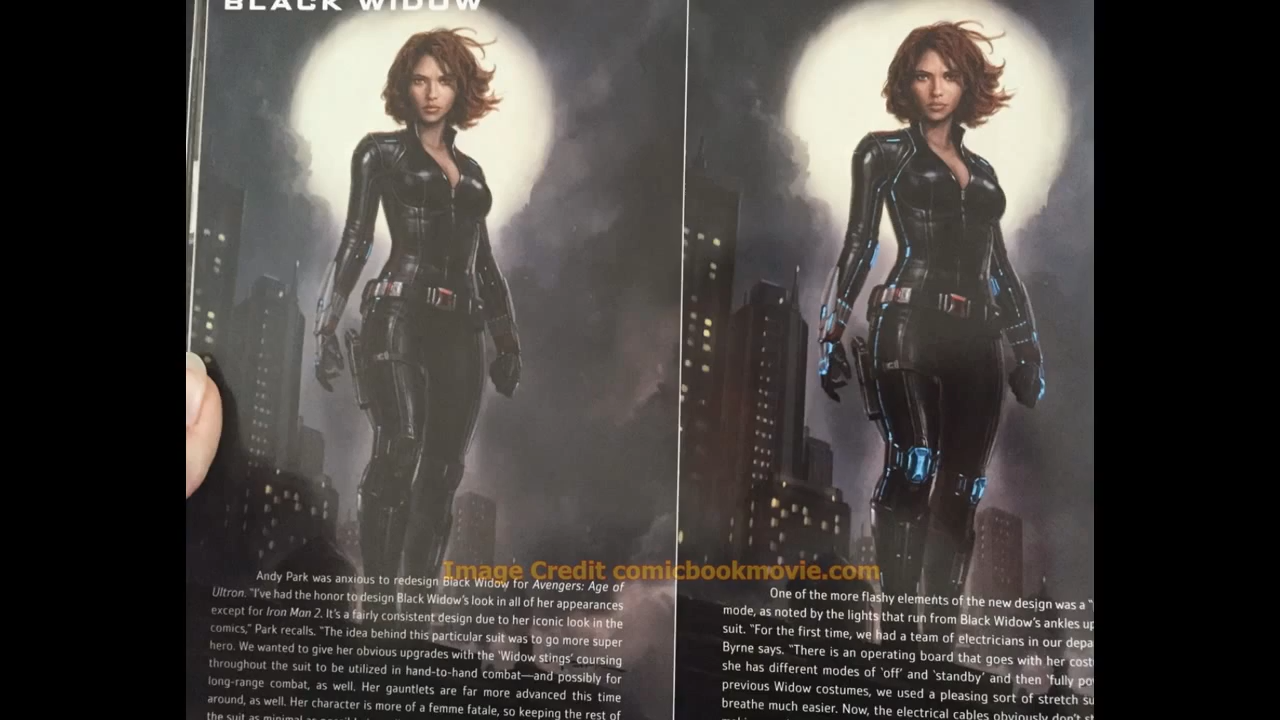 BLACK WIDOW
Image Credit comicbookmovie.com
Andy Park was anxious to redesign Black Widow for Avengers: Age of
Ultron. "I've had the honor to design Black Widow's look in all of her appearances
except for Iron Man 2. It's a fairly consistent design due to her iconic look in the
comics," Park recalls. "The idea behind this particular suit was to go more super
hero. We wanted to give her obvious upgrades with the 'Widow stings' coursing
throughout the suit to be utilized in hand-to-hand combat—and possibly for
long-range combat, as well. Her gauntlets are far more advanced this time
around, as well. Her character is more of a femme fatale, so keeping the rest of
the suit as minimal as
One of the more flashy elements of the new design was a "
mode, as noted by the lights that run from Black Widow's ankles up
suit. "For the first time, we had a team of electricians in our depa
Byrne says. "There is an operating board that goes with her cost
she has different modes of 'off' and 'standby' and then 'fully po
previous Widow costumes, we used a pleasing sort of stretch su
breathe much easier. Now, the electrical cables obviously don't